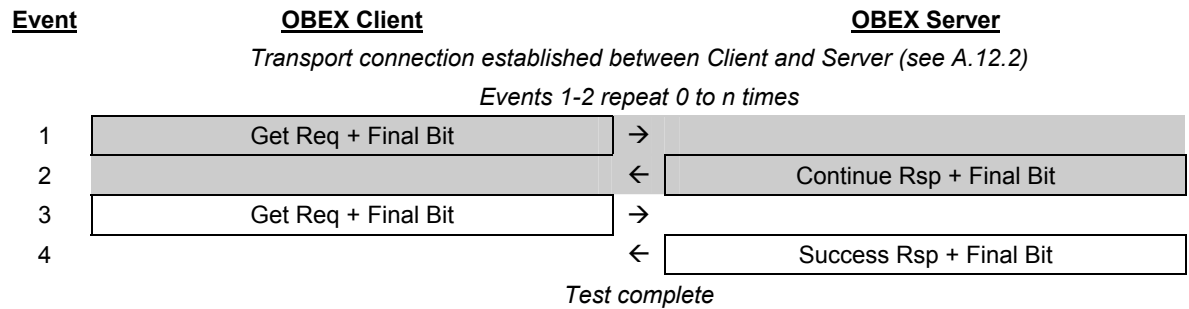 Event OBEX Client OBEX Server
Transport connection established between Client and Server (see A.12.2)
Events 1-2 repeat 0 to n times
1 Get Req + Final Bit →
2 ← Continue Rsp + Final Bit
3 Get Req + Final Bit →
4 ← Success Rsp + Final Bit
Test complete